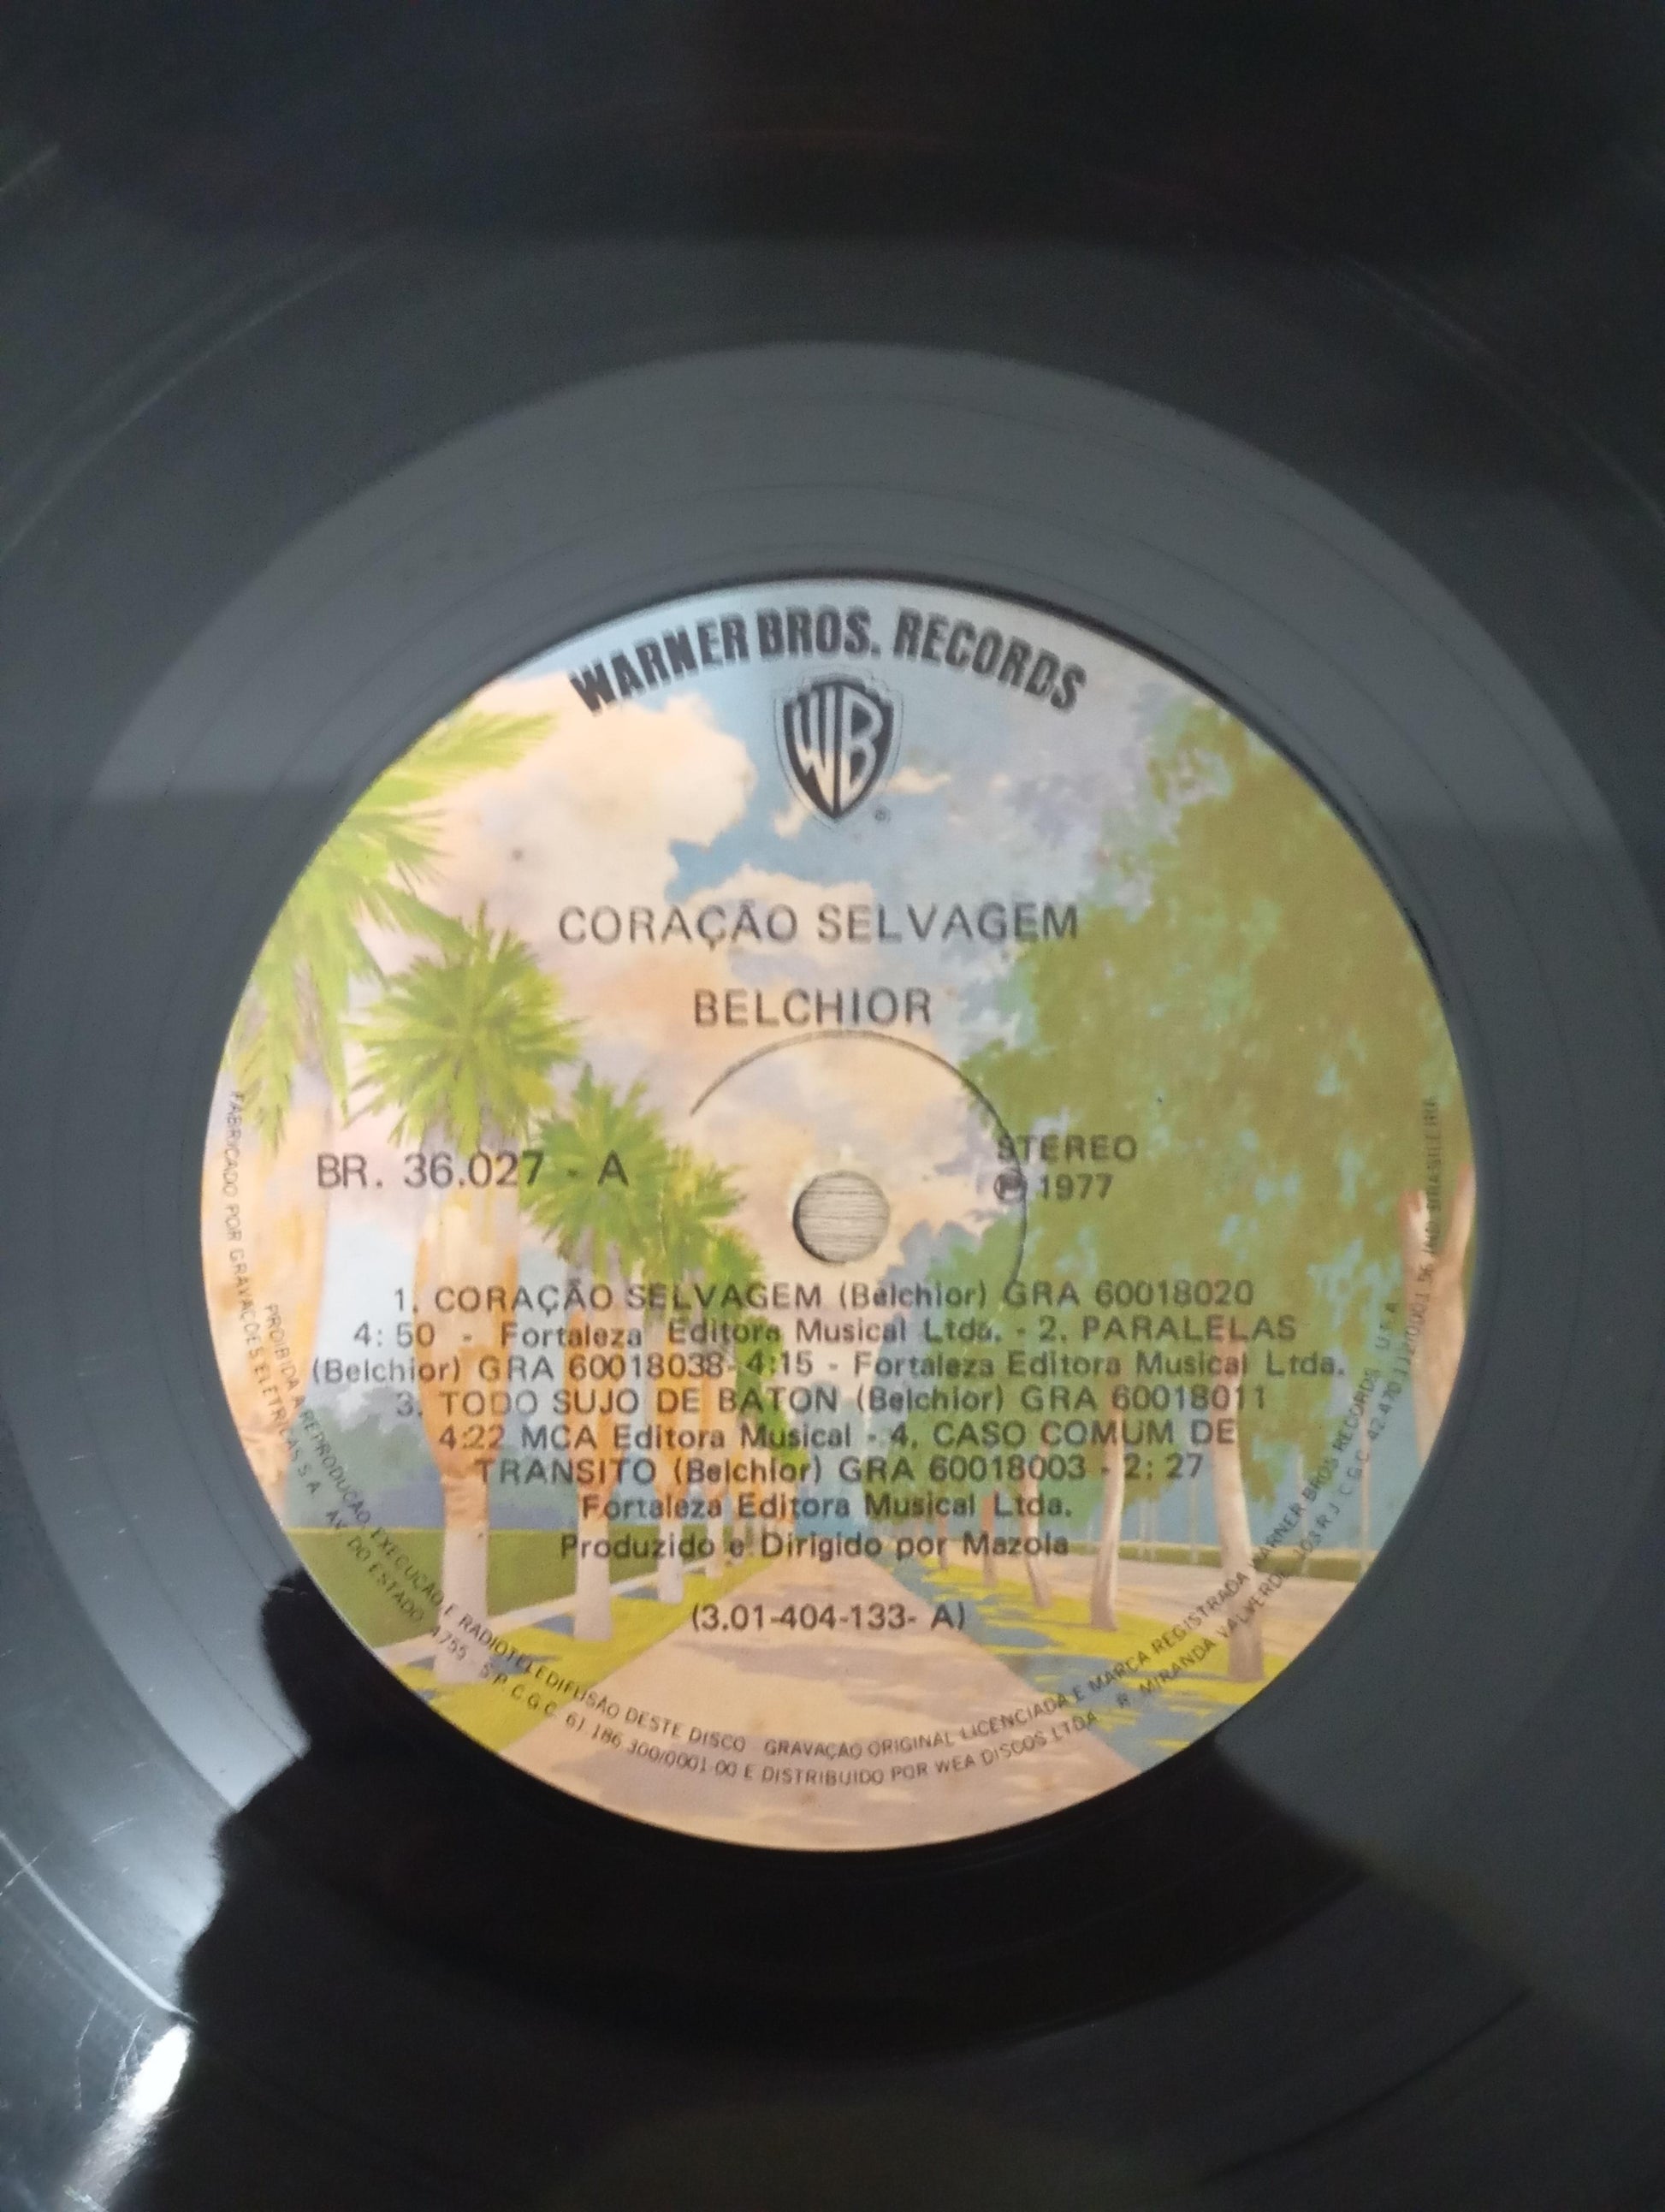 WARNER BROS. RECORDS
WB
®
CORAÇÃO SELVAGEM
BELCHIOR
BR. 36.027 - A
STEREO
Ⓟ 1977
1. CORAÇÃO SELVAGEM (Belchior) GRA 60018020
4: 50 - Fortaleza Editora Musical Ltda. - 2. PARALELAS
(Belchior) GRA 60018038- 4:15 - Fortaleza Editora Musical Ltda.
3. TODO SUJO DE BATON (Belchior) GRA 60018011
4:22 MCA Editora Musical - 4. CASO COMUM DE
TRANSITO (Belchior) GRA 60018003 - 2: 27
Fortaleza Editora Musical Ltda.
Produzido e Dirigido por Mazola
(3.01-404-133- A)
PROIBIDA A REPRODUÇÃO, EXECUÇÃO E RADIOTELEDIFUSÃO DESTE DISCO GRAVAÇÃO ORIGINAL LICENCIADA E MARCA REGISTRADA WARNER BROS RECORDS U.S.A.
FABRICADO POR GRAVAÇÕES ELÉTRICAS S.A. AV. DO ESTADO 4755 S.P. C.G.C. 61.186.300/0001-00 E DISTRIBUIDO POR WEA DISCOS LTDA. R. MIRANDA VALVERDE, 103 R J C.G.C. IND BRASILEIRA